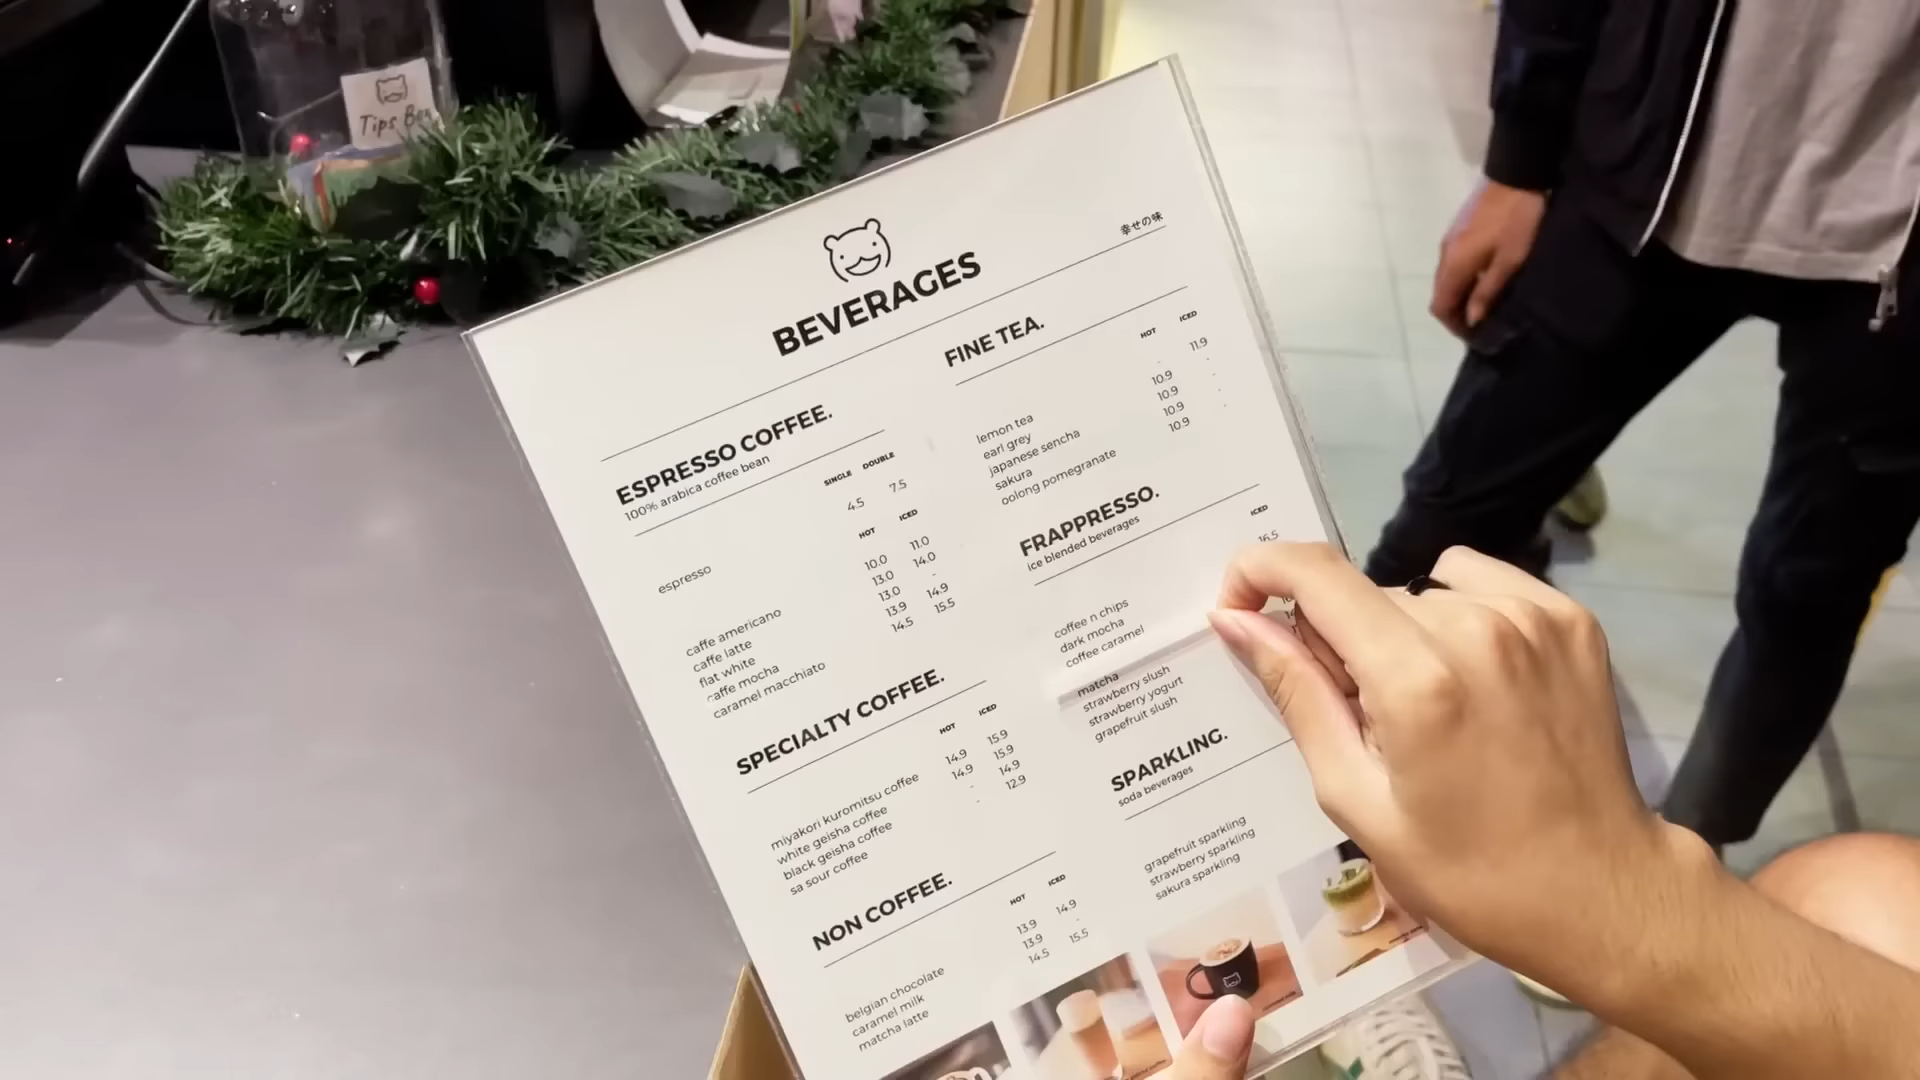 Tips Box
幸せの味
BEVERAGES
ESPRESSO COFFEE.
100% arabica coffee bean
SINGLE DOUBLE
espresso 4.5 7.5
HOT ICED
caffe americano 10.0 11.0
caffe latte 13.0 14.0
flat white 13.0 -
caffe mocha 13.9 14.9
caramel macchiato 14.5 15.5
SPECIALTY COFFEE.
HOT ICED
miyakori kuromitsu coffee 14.9 15.9
white geisha coffee 14.9 15.9
black geisha coffee - 14.9
sa sour coffee - 12.9
NON COFFEE.
HOT ICED
belgian chocolate 13.9 14.9
caramel milk 13.9 -
matcha latte 14.5 15.5
FINE TEA.
HOT ICED
lemon tea - 11.9
earl grey 10.9 -
japanese sencha 10.9 -
sakura 10.9 -
oolong pomegranate 10.9 -
FRAPPRESSO.
ice blended beverages
ICED
coffee n chips 16.5
dark mocha
coffee caramel
matcha
strawberry slush
strawberry yogurt
grapefruit slush
SPARKLING.
soda beverages
grapefruit sparkling
strawberry sparkling
sakura sparkling